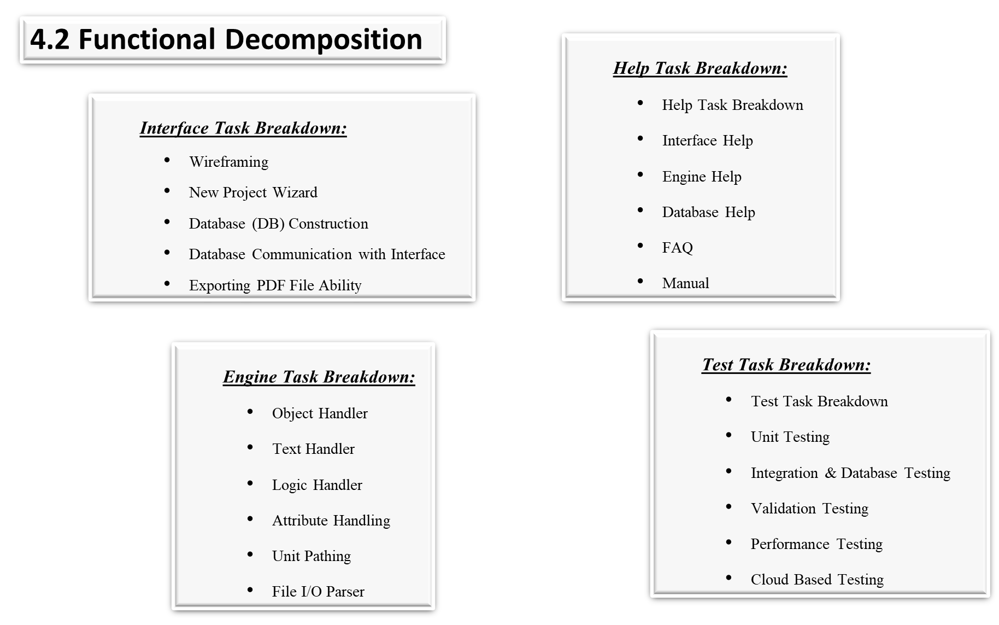 4.2 Functional Decomposition
Interface Task Breakdown:
• Wireframing
• New Project Wizard
• Database (DB) Construction
• Database Communication with Interface
• Exporting PDF File Ability
Help Task Breakdown:
• Help Task Breakdown
• Interface Help
• Engine Help
• Database Help
• FAQ
• Manual
Engine Task Breakdown:
• Object Handler
• Text Handler
• Logic Handler
• Attribute Handling
• Unit Pathing
• File I/O Parser
Test Task Breakdown:
• Test Task Breakdown
• Unit Testing
• Integration & Database Testing
• Validation Testing
• Performance Testing
• Cloud Based Testing